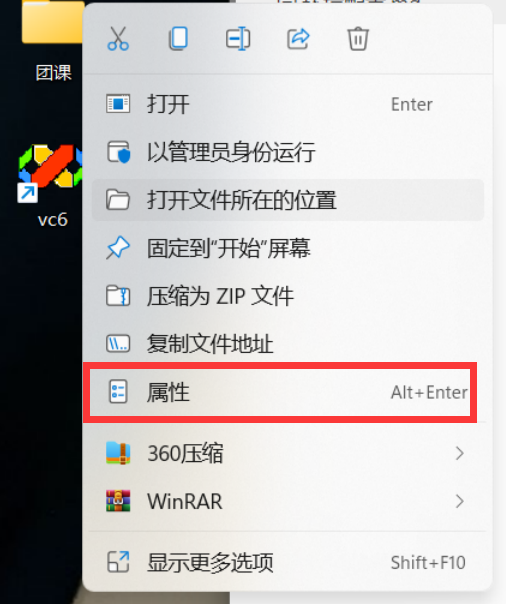 团课
vc6
打开 Enter
以管理员身份运行
打开文件所在的位置
固定到“开始”屏幕
压缩为 ZIP 文件
复制文件地址
属性 Alt+Enter
360压缩
WinRAR
显示更多选项 Shift+F10